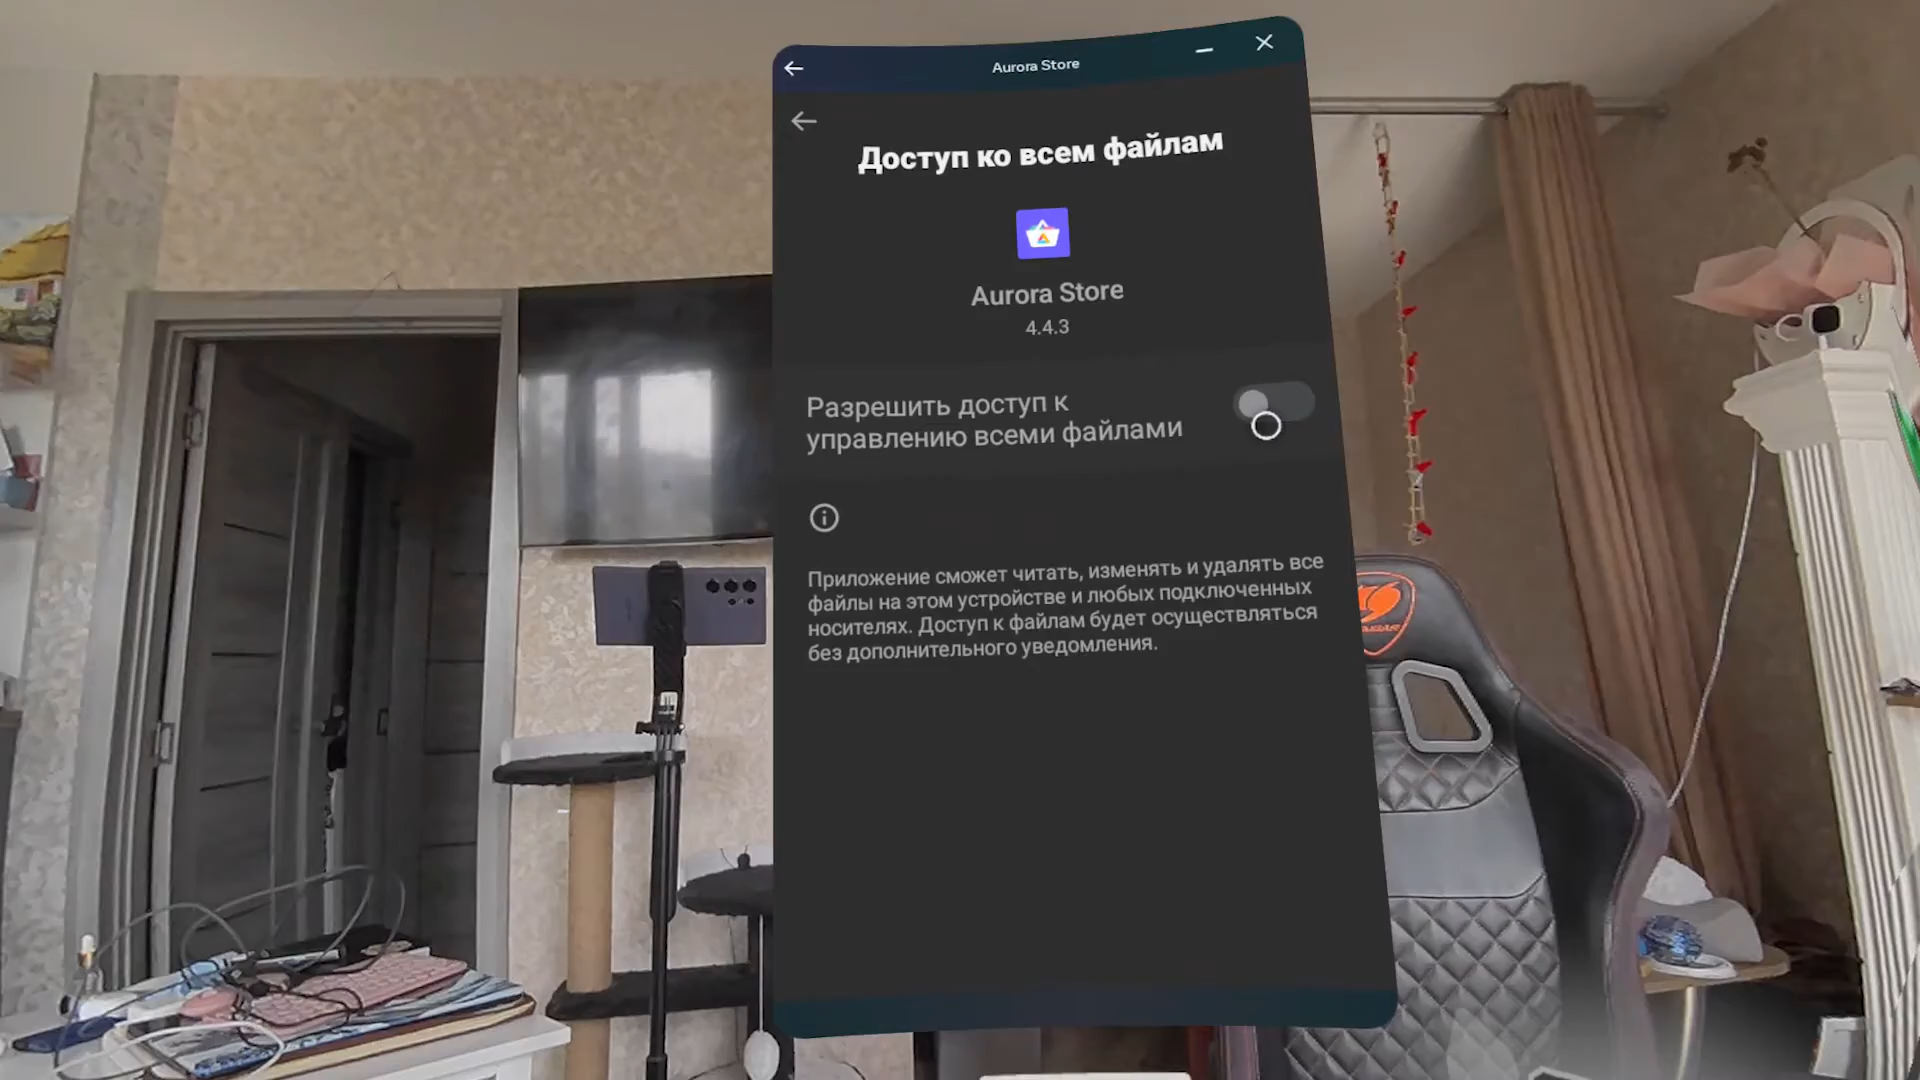 Aurora Store
Доступ ко всем файлам
Aurora Store
4.4.3
Разрешить доступ к
управлению всеми файлами
Приложение сможет читать, изменять и удалять все
файлы на этом устройстве и любых подключенных
носителях. Доступ к файлам будет осуществляться
без дополнительного уведомления.